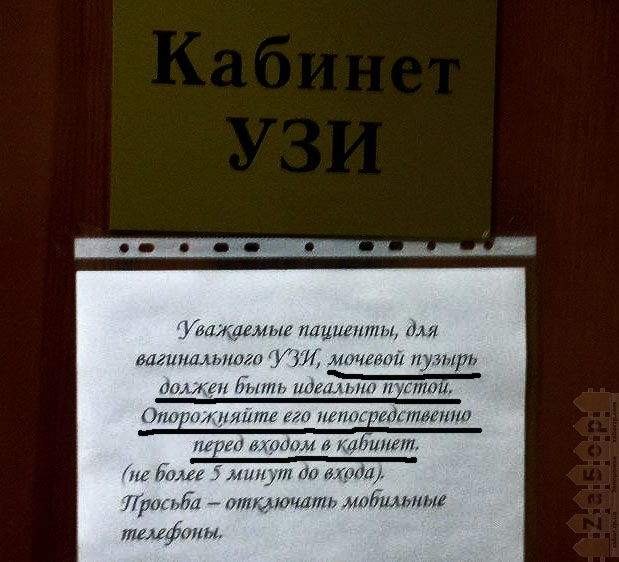 Кабинет
УЗИ
Уважаемые пациенты, для
вагинального УЗИ, мочевой пузырь
должен быть идеально пустой.
Опорожняйте его непосредственно
перед входом в кабинет.
(не более 5 минут до входа).
Просьба – отключать мобильные
телефоны.
ZаБор